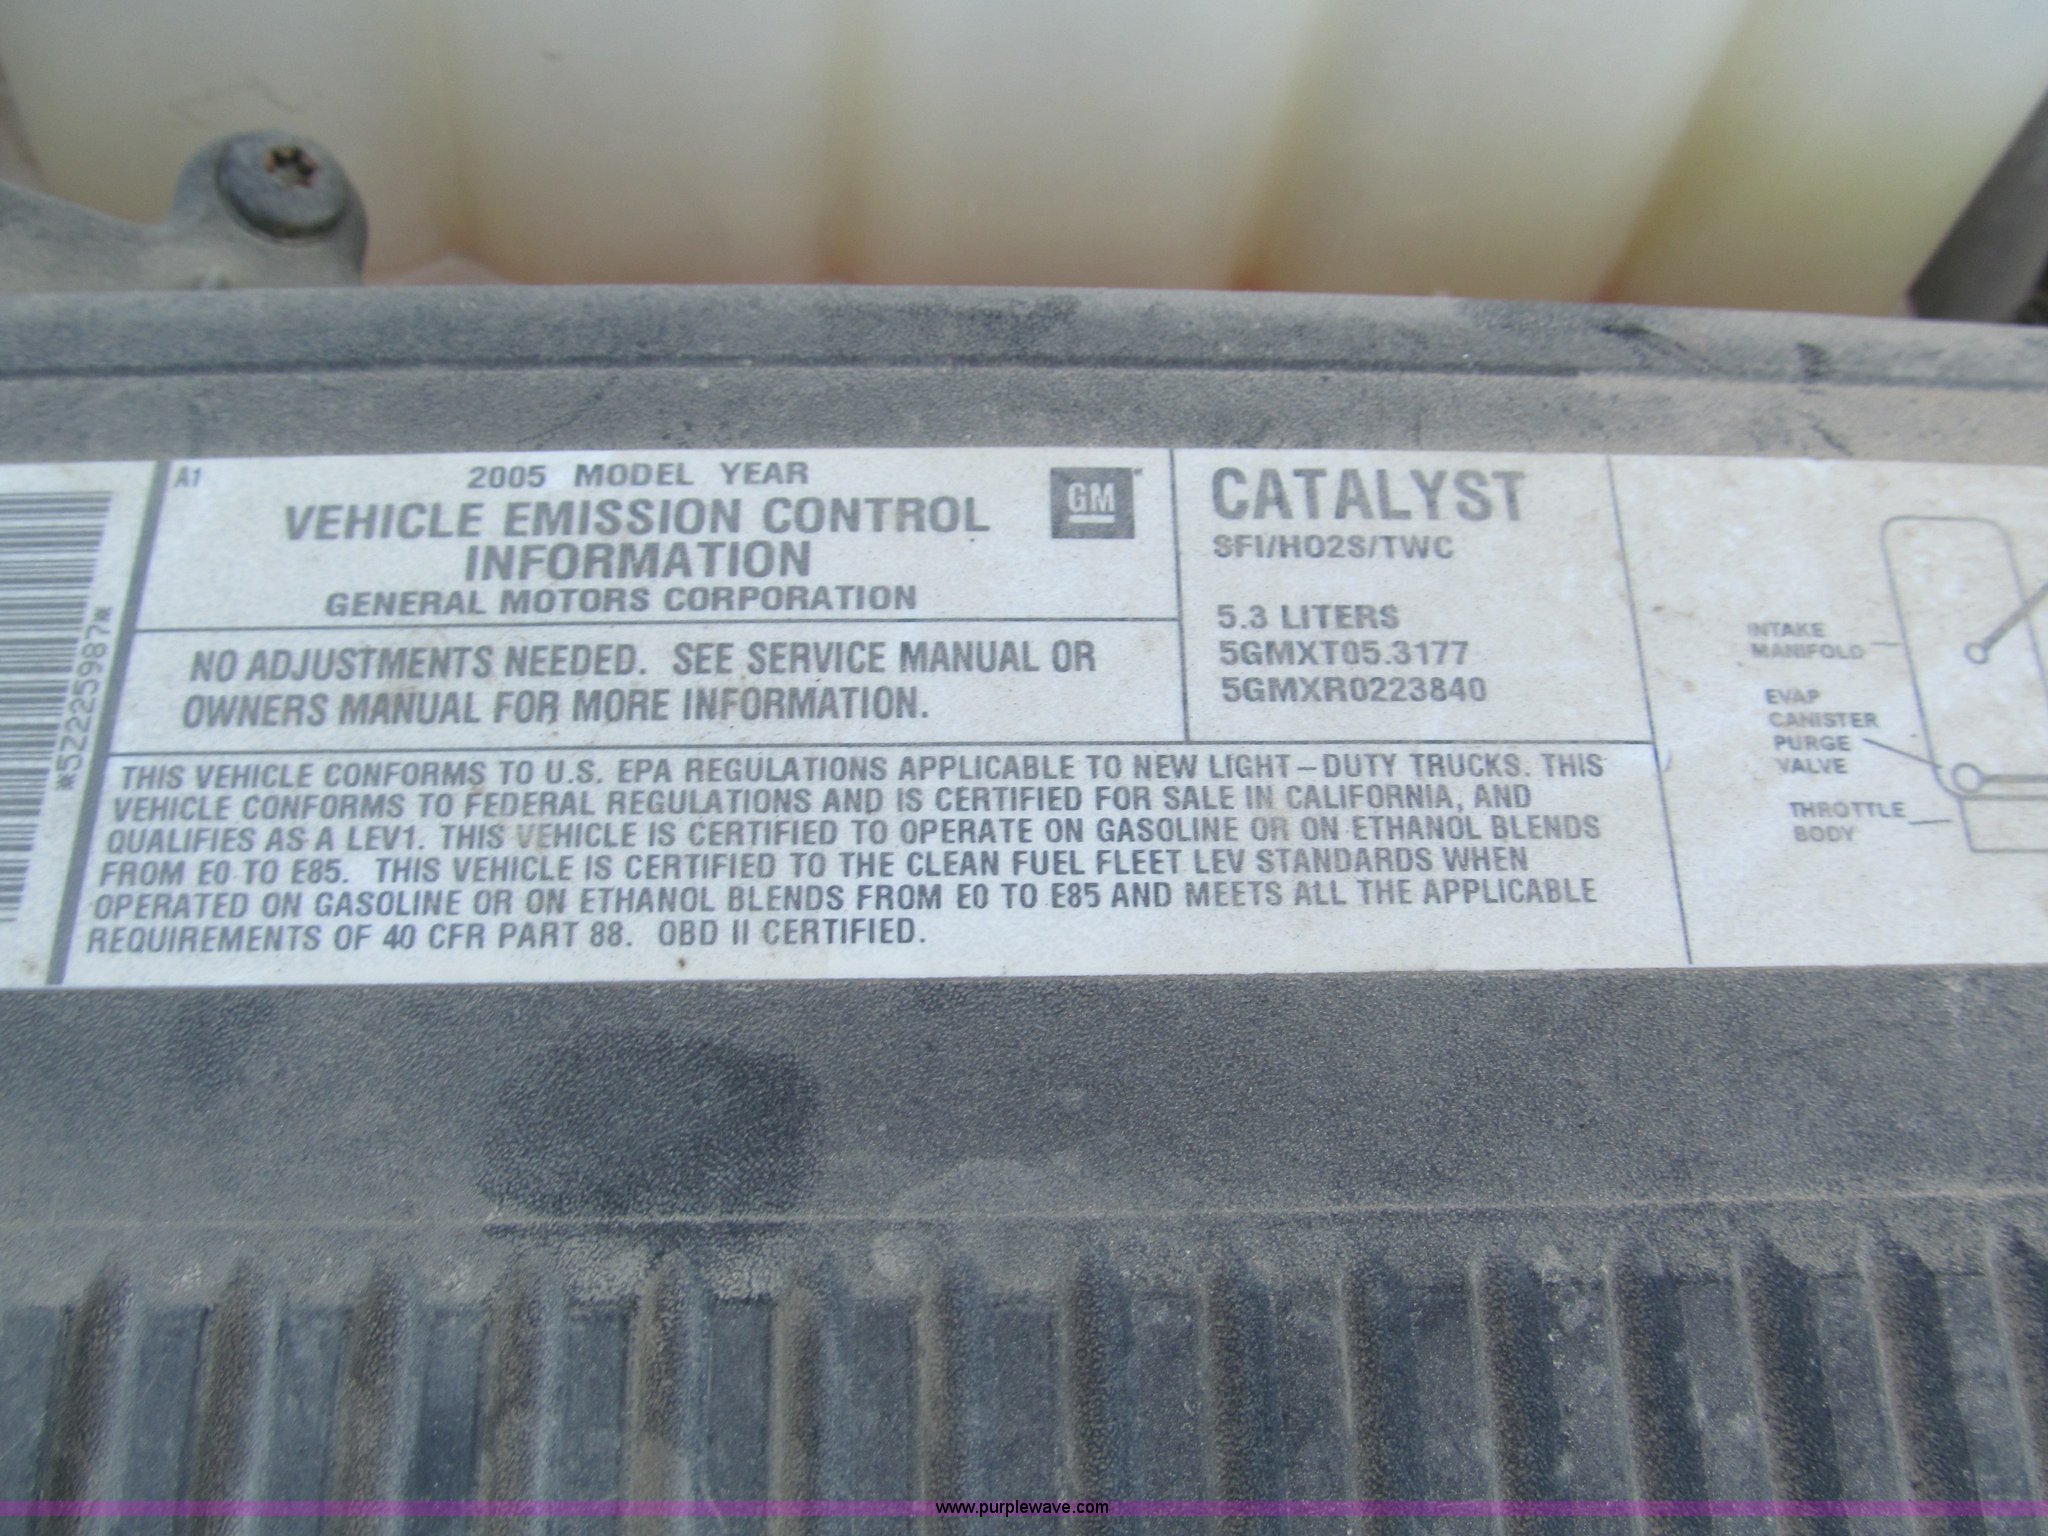 A1
2005 MODEL YEAR
VEHICLE EMISSION CONTROL
INFORMATION
GENERAL MOTORS CORPORATION
GM
NO ADJUSTMENTS NEEDED. SEE SERVICE MANUAL OR
OWNERS MANUAL FOR MORE INFORMATION.
CATALYST
SFI/HO2S/TWC
5.3 LITERS
5GMXT05.3177
5GMXR0223840
THIS VEHICLE CONFORMS TO U.S. EPA REGULATIONS APPLICABLE TO NEW LIGHT-DUTY TRUCKS. THIS
VEHICLE CONFORMS TO FEDERAL REGULATIONS AND IS CERTIFIED FOR SALE IN CALIFORNIA, AND
QUALIFIES AS A LEV1. THIS VEHICLE IS CERTIFIED TO OPERATE ON GASOLINE OR ON ETHANOL BLENDS
FROM E0 TO E85. THIS VEHICLE IS CERTIFIED TO THE CLEAN FUEL FLEET LEV STANDARDS WHEN
OPERATED ON GASOLINE OR ON ETHANOL BLENDS FROM E0 TO E85 AND MEETS ALL THE APPLICABLE
REQUIREMENTS OF 40 CFR PART 88. OBD II CERTIFIED.
*5Z225987*
INTAKE
MANIFOLD
EVAP
CANISTER
PURGE
VALVE
THROTTLE
BODY
www.purplewave.com